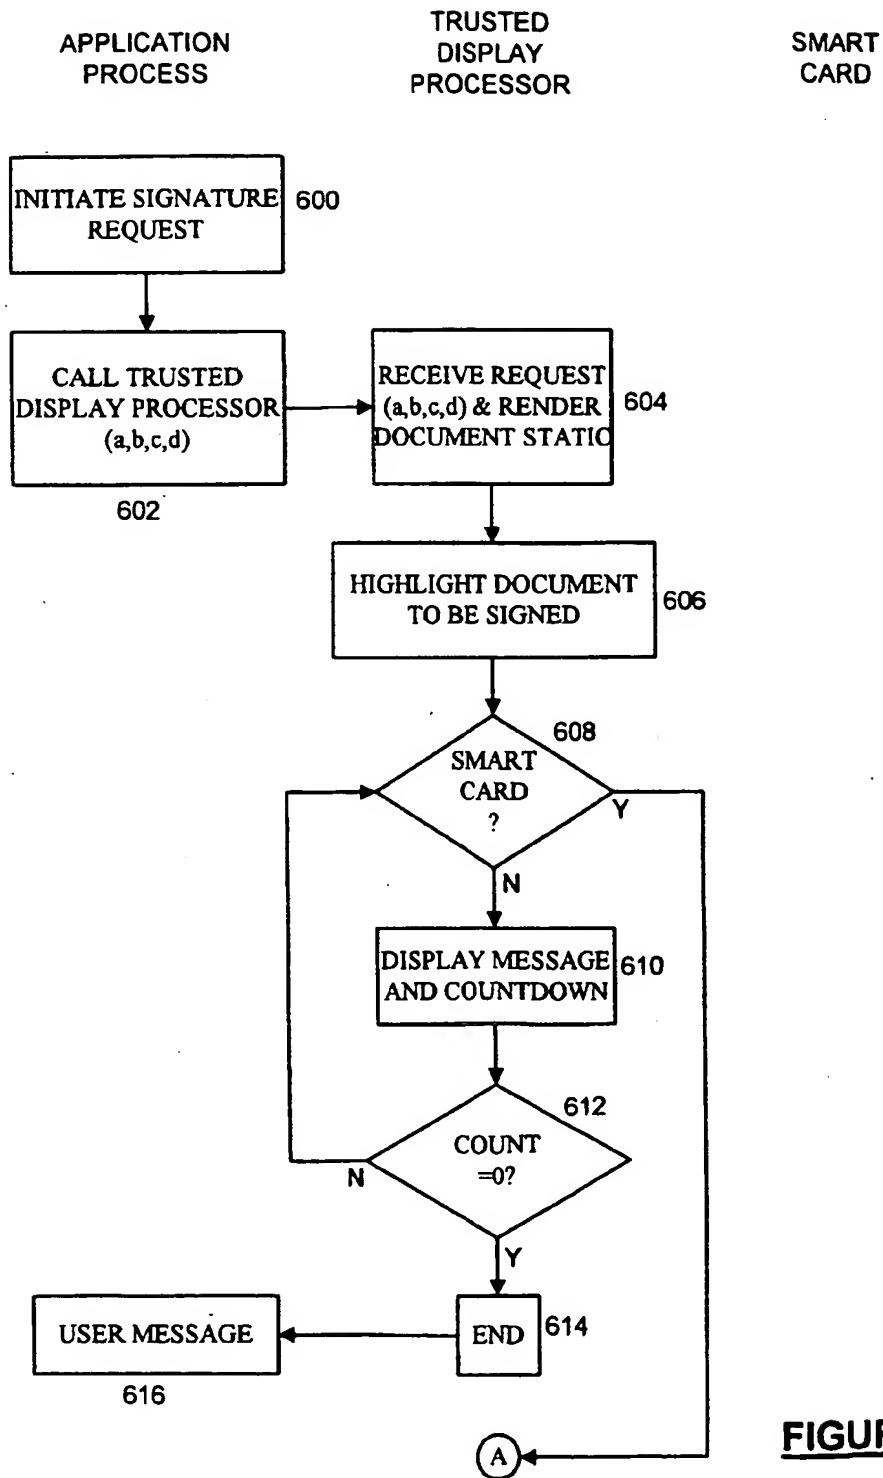 APPLICATION
PROCESS
TRUSTED
DISPLAY
PROCESSOR
SMART
CARD
INITIATE SIGNATURE
REQUEST
600
CALL TRUSTED
DISPLAY PROCESSOR
(a,b,c,d)
602
RECEIVE REQUEST
(a,b,c,d) & RENDER
DOCUMENT STATIC
604
HIGHLIGHT DOCUMENT
TO BE SIGNED
606
608
SMART
CARD
?
Y
N
DISPLAY MESSAGE
AND COUNTDOWN
610
612
COUNT
=0?
N
Y
END
614
USER MESSAGE
616
A